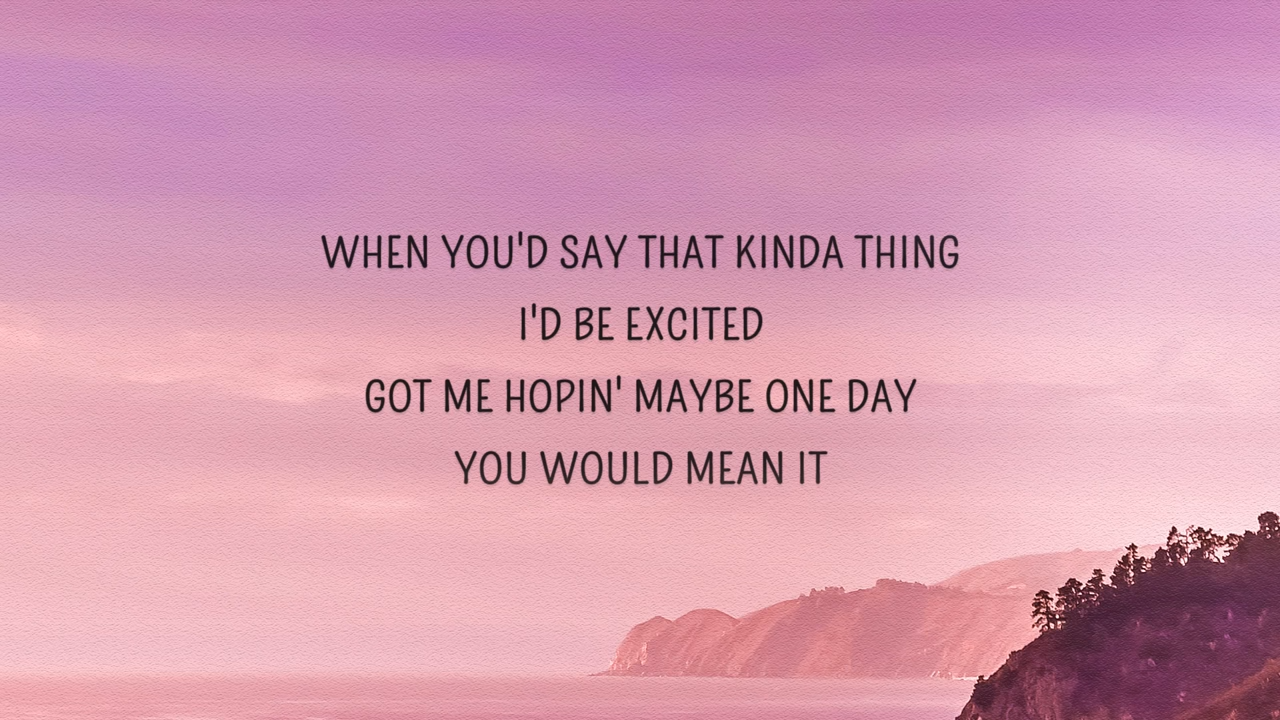 WHEN YOU'D SAY THAT KINDA THING
I'D BE EXCITED
GOT ME HOPIN' MAYBE ONE DAY
YOU WOULD MEAN IT